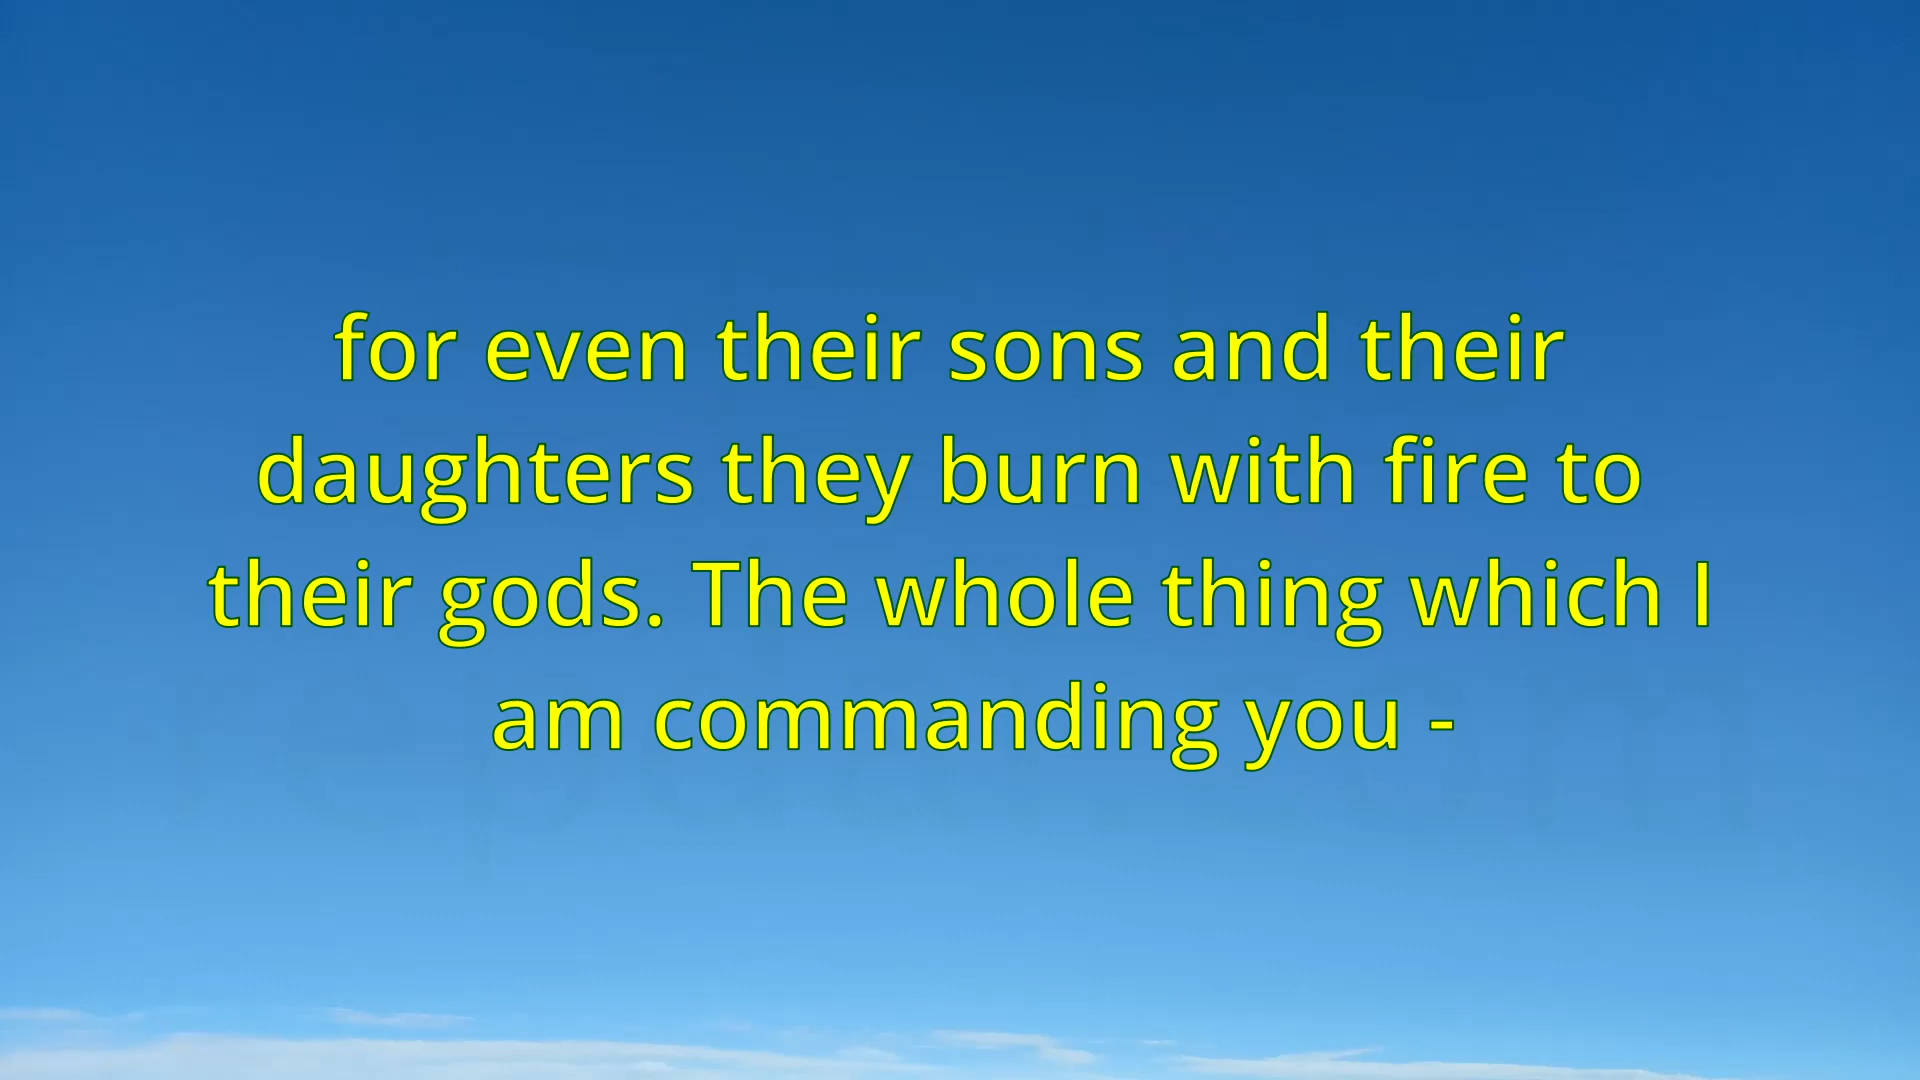 for even their sons and their
daughters they burn with fire to
their gods. The whole thing which I
am commanding you -